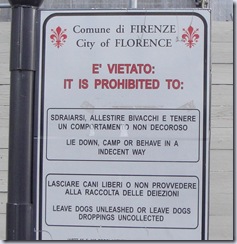 Comune di FIRENZE
City of FLORENCE
E' VIETATO:
IT IS PROHIBITED TO:
SDRAIARSI, ALLESTIRE BIVACCHI E TENERE
UN COMPORTAMENTO NON DECOROSO
LIE DOWN, CAMP OR BEHAVE IN A
INDECENT WAY
LASCIARE CANI LIBERI O NON PROVVEDERE
ALLA RACCOLTA DELLE DEIEZIONI
LEAVE DOGS UNLEASHED OR LEAVE DOGS
DROPPINGS UNCOLLECTED